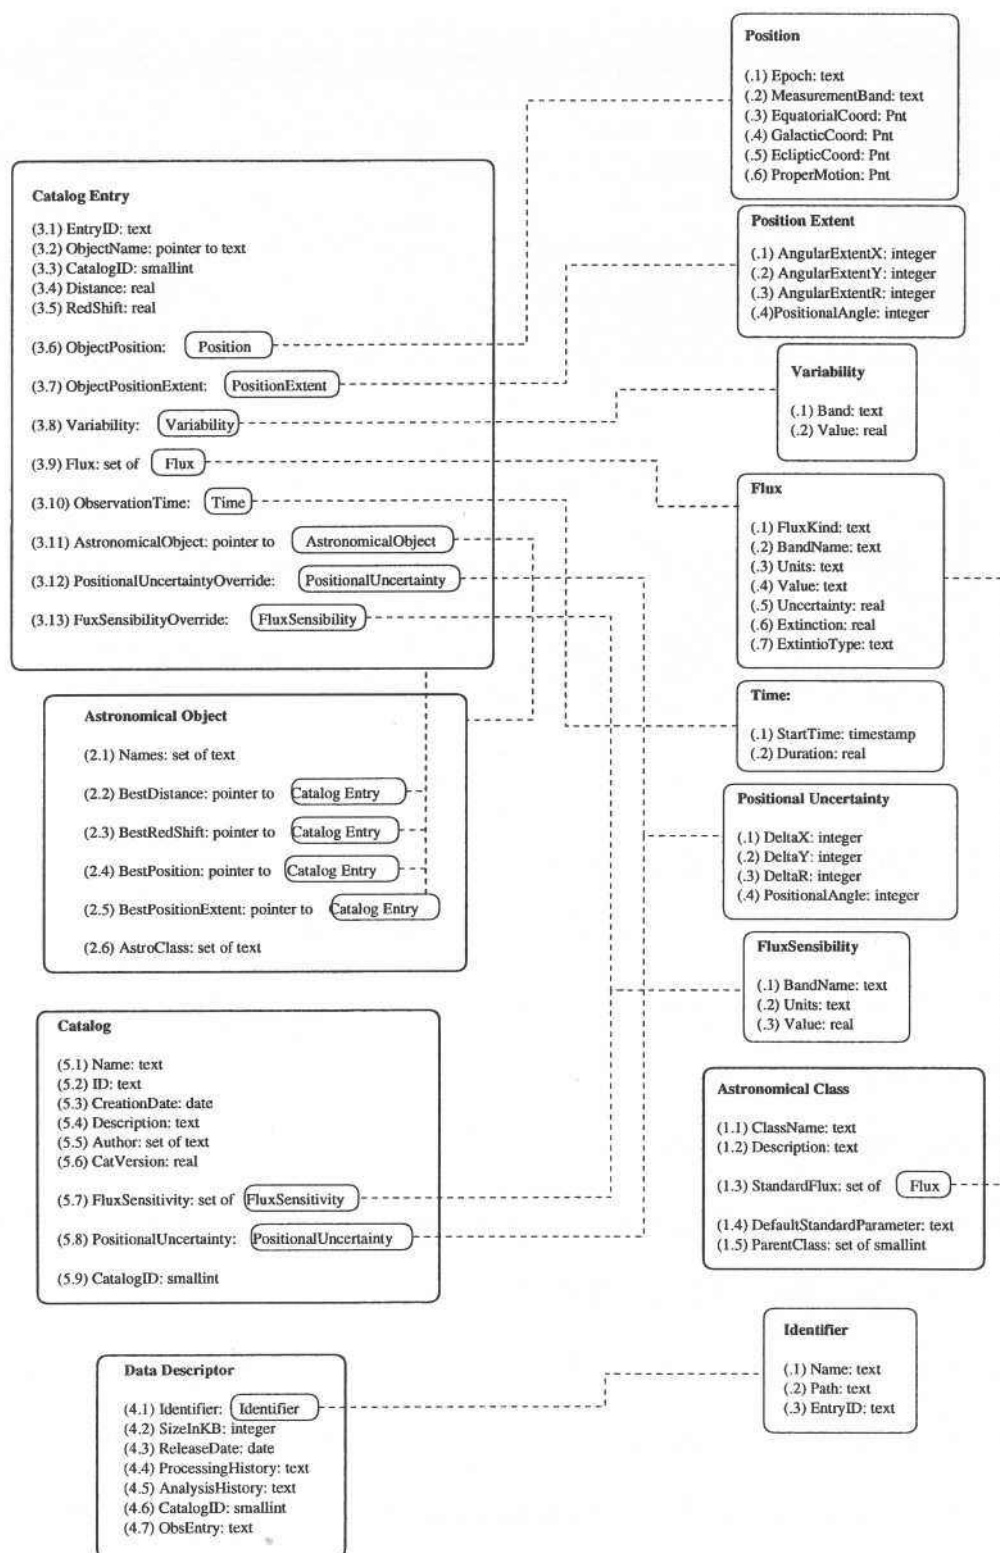 Position
(.1) Epoch: text
(.2) MeasurementBand: text
(.3) EquatorialCoord: Pnt
(.4) GalacticCoord: Pnt
(.5) EclipticCoord: Pnt
(.6) ProperMotion: Pnt
Catalog Entry
(3.1) EntryID: text
(3.2) ObjectName: pointer to text
(3.3) CatalogID: smallint
(3.4) Distance: real
(3.5) RedShift: real
(3.6) ObjectPosition: Position
(3.7) ObjectPositionExtent: PositionExtent
(3.8) Variability: Variability
(3.9) Flux: set of Flux
(3.10) ObservationTime: Time
(3.11) AstronomicalObject: pointer to AstronomicalObject
(3.12) PositionalUncertaintyOverride: PositionalUncertainty
(3.13) FuxSensibilityOverride: FluxSensibility
Position Extent
(.1) AngularExtentX: integer
(.2) AngularExtentY: integer
(.3) AngularExtentR: integer
(.4)PositionalAngle: integer
Variability
(.1) Band: text
(.2) Value: real
Flux
(.1) FluxKind: text
(.2) BandName: text
(.3) Units: text
(.4) Value: text
(.5) Uncertainty: real
(.6) Extinction: real
(.7) ExtintioType: text
Time:
(.1) StartTime: timestamp
(.2) Duration: real
Astronomical Object
(2.1) Names: set of text
(2.2) BestDistance: pointer to Catalog Entry
(2.3) BestRedShift: pointer to Catalog Entry
(2.4) BestPosition: pointer to Catalog Entry
(2.5) BestPositionExtent: pointer to Catalog Entry
(2.6) AstroClass: set of text
Positional Uncertainty
(.1) DeltaX: integer
(.2) DeltaY: integer
(.3) DeltaR: integer
(.4) PositionalAngle: integer
FluxSensibility
(.1) BandName: text
(.2) Units: text
(.3) Value: real
Catalog
(5.1) Name: text
(5.2) ID: text
(5.3) CreationDate: date
(5.4) Description: text
(5.5) Author: set of text
(5.6) CatVersion: real
(5.7) FluxSensitivity: set of FluxSensitivity
(5.8) PositionalUncertainty: PositionalUncertainty
(5.9) CatalogID: smallint
Astronomical Class
(1.1) ClassName: text
(1.2) Description: text
(1.3) StandardFlux: set of Flux
(1.4) DefaultStandardParameter: text
(1.5) ParentClass: set of smallint
Identifier
(.1) Name: text
(.2) Path: text
(.3) EntryID: text
Data Descriptor
(4.1) Identifier: Identifier
(4.2) SizeInKB: integer
(4.3) ReleaseDate: date
(4.4) ProcessingHistory: text
(4.5) AnalysisHistory: text
(4.6) CatalogID: smallint
(4.7) ObsEntry: text